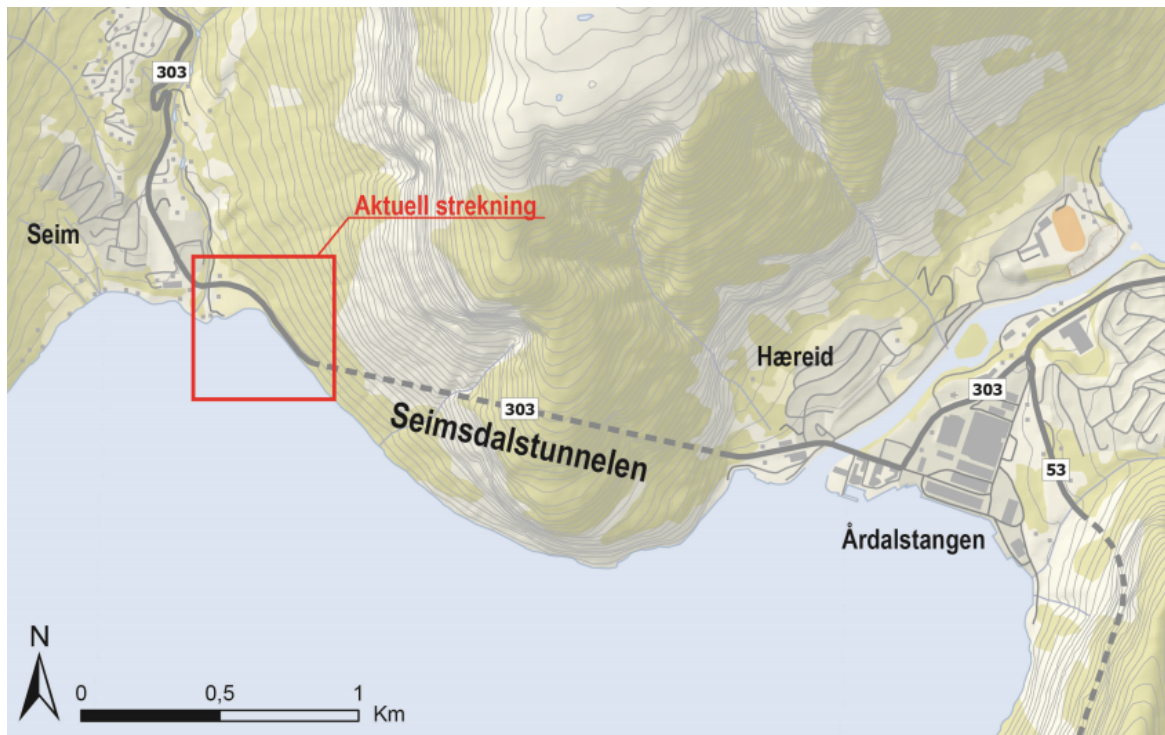 303
Aktuell strekning
Seim
Hæreid
303
303
Seimsdalstunnelen
53
Årdalstangen
N
0 0,5 1
Km